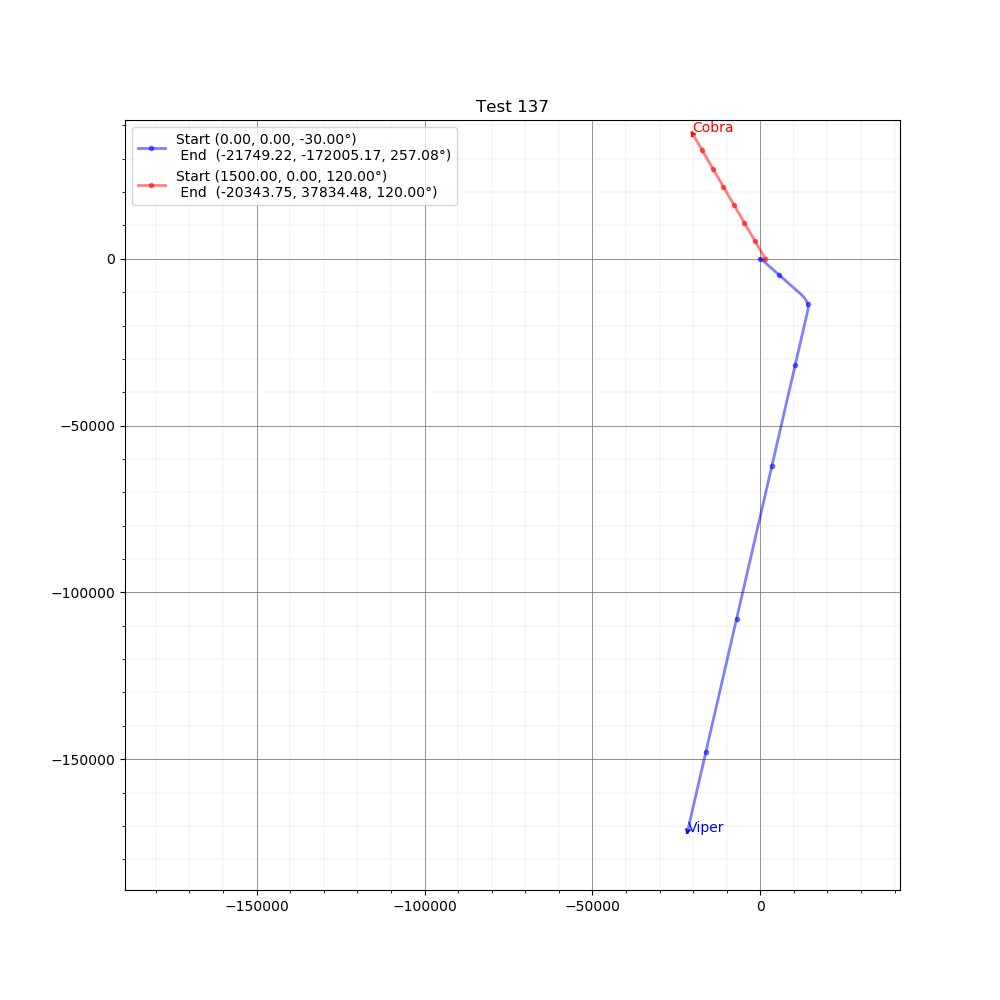 Test 137
Start (0.00, 0.00, -30.00°)
End  (-21749.22, -172005.17, 257.08°)
Start (1500.00, 0.00, 120.00°)
End  (-20343.75, 37834.48, 120.00°)
Cobra
0
−50000
−100000
−150000
Viper
−150000
−100000
−50000
0